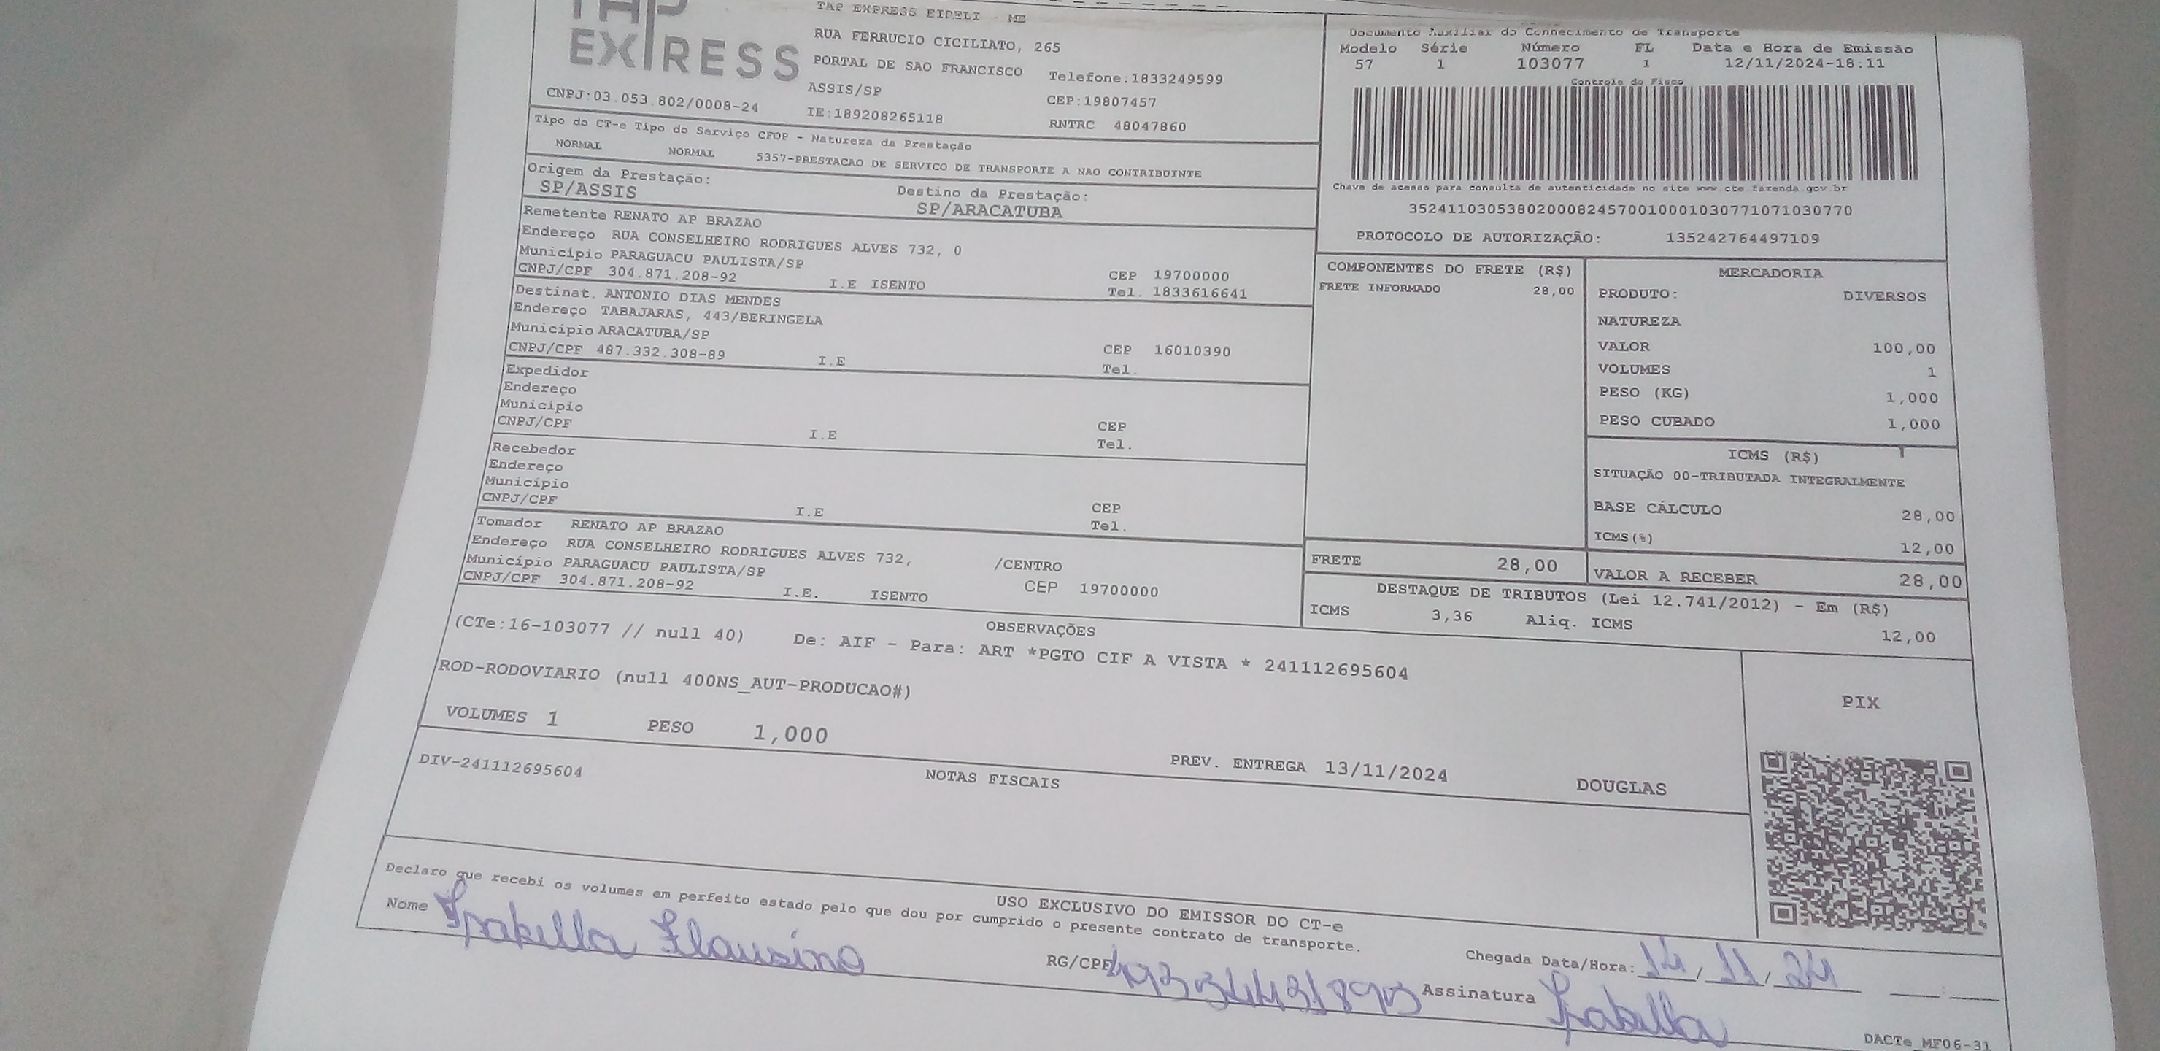 TAP
EXPRESS
TAP EXPRESS EIRELI - ME
RUA FERRUCIO CICILIATO, 265
PORTAL DE SAO FRANCISCO Telefone.1833249599
ASSIS/SP CEP:19807457
CNPJ:03.053.802/0008-24 IE:189208265118 RNTRC 48047860
Documento Auxiliar do Conhecimento de Transporte
Modelo Série Número FL Data e Hora de Emissão
57 1 103077 1 12/11/2024-18:11
Controle do Fisco
Chave de acesso para consulta de autenticidade no site www.cte.fazenda.gov.br
35241103053802000824570010001030771071030770
PROTOCOLO DE AUTORIZAÇÃO: 135242764497109
Tipo do CT-e Tipo do Serviço CFOP - Natureza da Prestação
NORMAL NORMAL 5357-PRESTACAO DE SERVICO DE TRANSPORTE A NAO CONTRIBUINTE
Origem da Prestação: Destino da Prestação:
SP/ASSIS SP/ARACATUBA
Remetente RENATO AP BRAZAO
Endereço RUA CONSELHEIRO RODRIGUES ALVES 732, 0
Município PARAGUACU PAULISTA/SP CEP 19700000
CNPJ/CPF 304.871.208-92 I.E ISENTO Tel. 1833616641
Destinat. ANTONIO DIAS MENDES
Endereço TABAJARAS, 443/BERINGELA
Município ARACATUBA/SP CEP 16010390
CNPJ/CPF 487.332.308-89 I.E Tel.
Expedidor
Endereço
Município CEP
CNPJ/CPF I.E Tel.
Recebedor
Endereço
Município CEP
CNPJ/CPF I.E Tel.
Tomador RENATO AP BRAZAO
Endereço RUA CONSELHEIRO RODRIGUES ALVES 732, /CENTRO
Município PARAGUACU PAULISTA/SP CEP 19700000
CNPJ/CPF 304.871.208-92 I.E. ISENTO
COMPONENTES DO FRETE (R$)
FRETE INFORMADO 28,00
MERCADORIA
PRODUTO: DIVERSOS
NATUREZA
VALOR 100,00
VOLUMES 1
PESO (KG) 1,000
PESO CUBADO 1,000
ICMS (R$)
SITUAÇÃO 00-TRIBUTADA INTEGRALMENTE
BASE CÁLCULO 28,00
ICMS(%) 12,00
FRETE 28,00 VALOR A RECEBER 28,00
DESTAQUE DE TRIBUTOS (Lei 12.741/2012) - Em (R$)
ICMS 3,36 Aliq. ICMS 12,00
OBSERVAÇÕES
(CTe:16-103077 // null 40) De: AIF - Para: ART *PGTO CIF A VISTA * 241112695604
ROD-RODOVIARIO (null 400NS_AUT-PRODUCAO#)
VOLUMES 1 PESO 1,000 PREV. ENTREGA 13/11/2024 DOUGLAS
PIX
NOTAS FISCAIS
DIV-241112695604
USO EXCLUSIVO DO EMISSOR DO CT-e
Declaro que recebi os volumes em perfeito estado pelo que dou por cumprido o presente contrato de transporte.
Nome Isabella Flausino RG/CPF Assinatura Isabella
Chegada Data/Hora: 14/11/24
DACTe_MF06-31